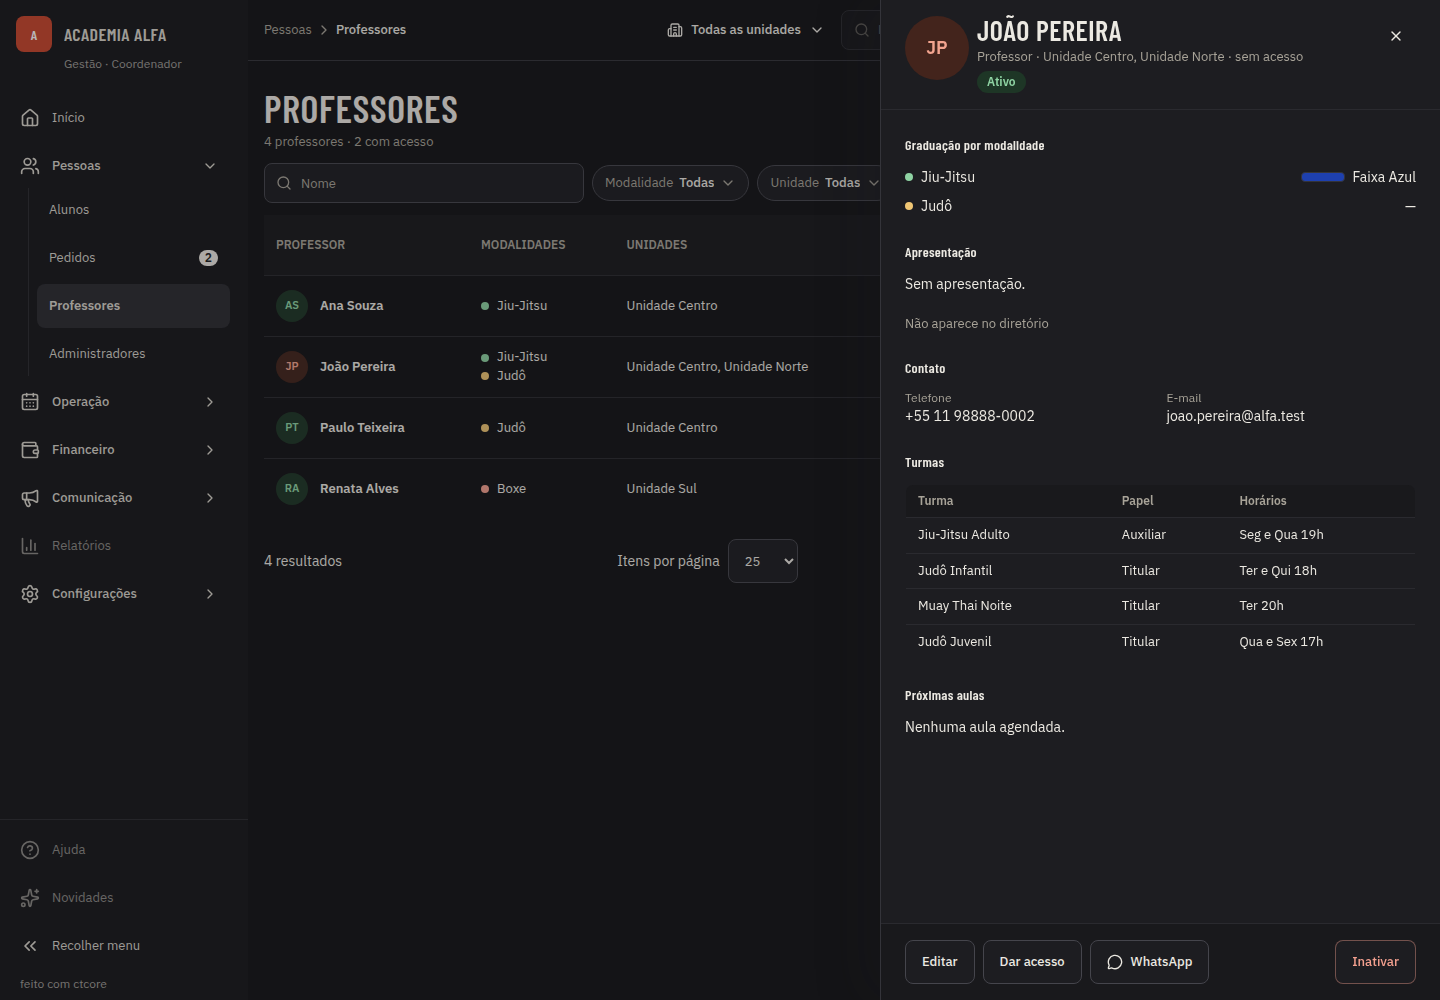 A
ACADEMIA ALFA
Gestão · Coordenador
Início
Pessoas
Alunos
Pedidos 2
Professores
Administradores
Operação
Financeiro
Comunicação
Relatórios
Configurações
Ajuda
Novidades
Recolher menu
feito com ctcore
Pessoas Professores
Todas as unidades
PROFESSORES
4 professores · 2 com acesso
Nome
Modalidade Todas
Unidade Todas
PROFESSOR MODALIDADES UNIDADES
AS Ana Souza Jiu-Jitsu Unidade Centro
JP João Pereira Jiu-Jitsu Unidade Centro, Unidade Norte
Judô
PT Paulo Teixeira Judô Unidade Centro
RA Renata Alves Boxe Unidade Sul
4 resultados Itens por página 25
JP
JOÃO PEREIRA
Professor · Unidade Centro, Unidade Norte · sem acesso
Ativo
Graduação por modalidade
Jiu-Jitsu Faixa Azul
Judô —
Apresentação
Sem apresentação.
Não aparece no diretório
Contato
Telefone E-mail
+55 11 98888-0002 joao.pereira@alfa.test
Turmas
Turma Papel Horários
Jiu-Jitsu Adulto Auxiliar Seg e Qua 19h
Judô Infantil Titular Ter e Qui 18h
Muay Thai Noite Titular Ter 20h
Judô Juvenil Titular Qua e Sex 17h
Próximas aulas
Nenhuma aula agendada.
Editar Dar acesso WhatsApp Inativar